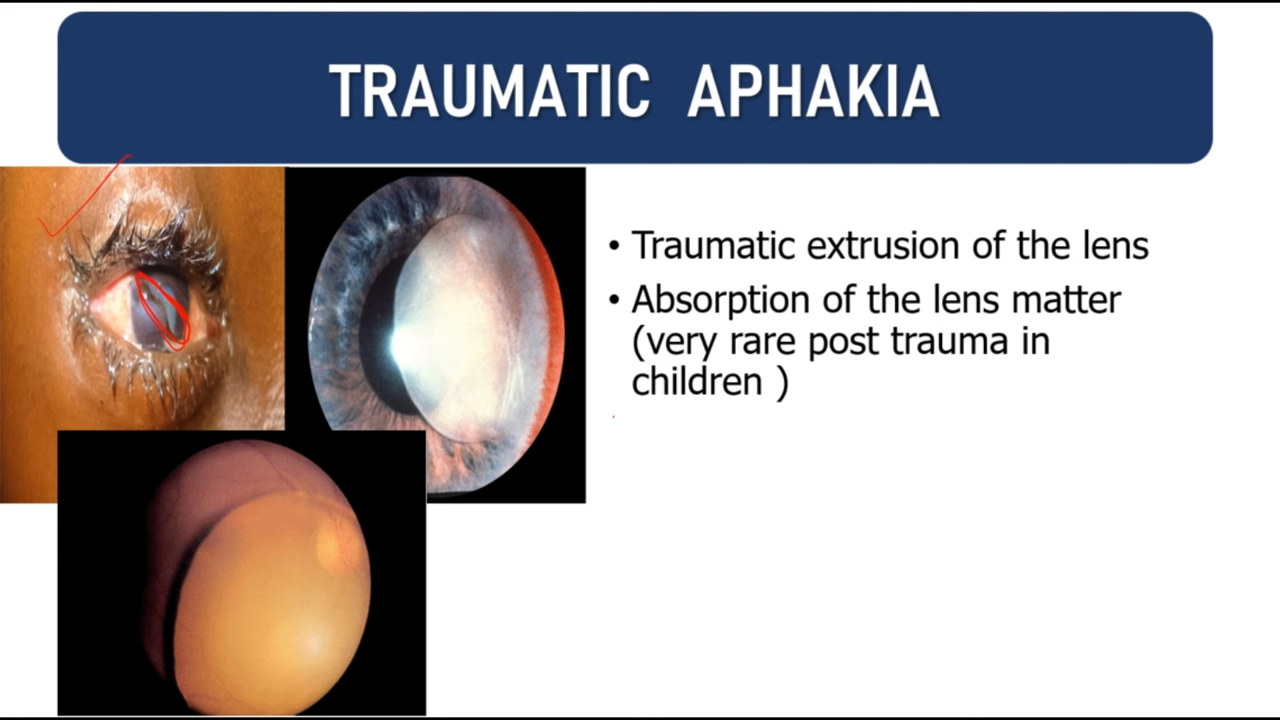 TRAUMATIC APHAKIA
• Traumatic extrusion of the lens
• Absorption of the lens matter
(very rare post trauma in
children )